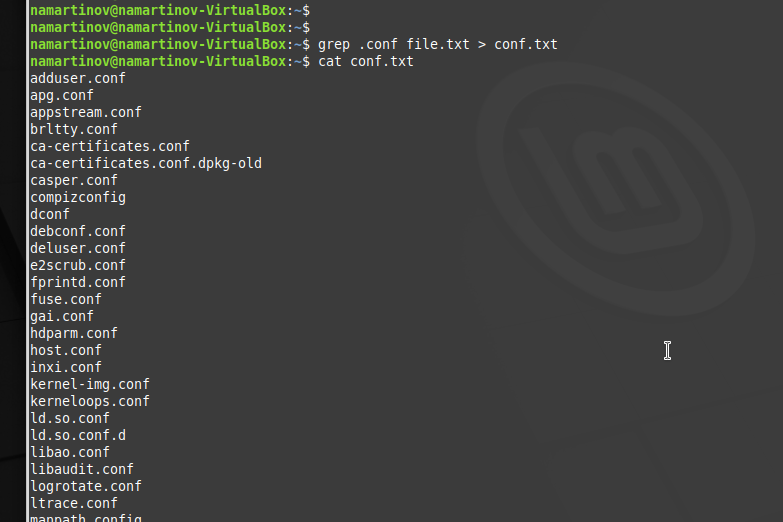 namartinov@namartinov-VirtualBox:~$
namartinov@namartinov-VirtualBox:~$
namartinov@namartinov-VirtualBox:~$ grep .conf file.txt > conf.txt
namartinov@namartinov-VirtualBox:~$ cat conf.txt
adduser.conf
apg.conf
appstream.conf
brltty.conf
ca-certificates.conf
ca-certificates.conf.dpkg-old
casper.conf
compizconfig
dconf
debconf.conf
deluser.conf
e2scrub.conf
fprintd.conf
fuse.conf
gai.conf
hdparm.conf
host.conf
inxi.conf
kernel-img.conf
kerneloops.conf
ld.so.conf
ld.so.conf.d
libao.conf
libaudit.conf
logrotate.conf
ltrace.conf
manpath.config